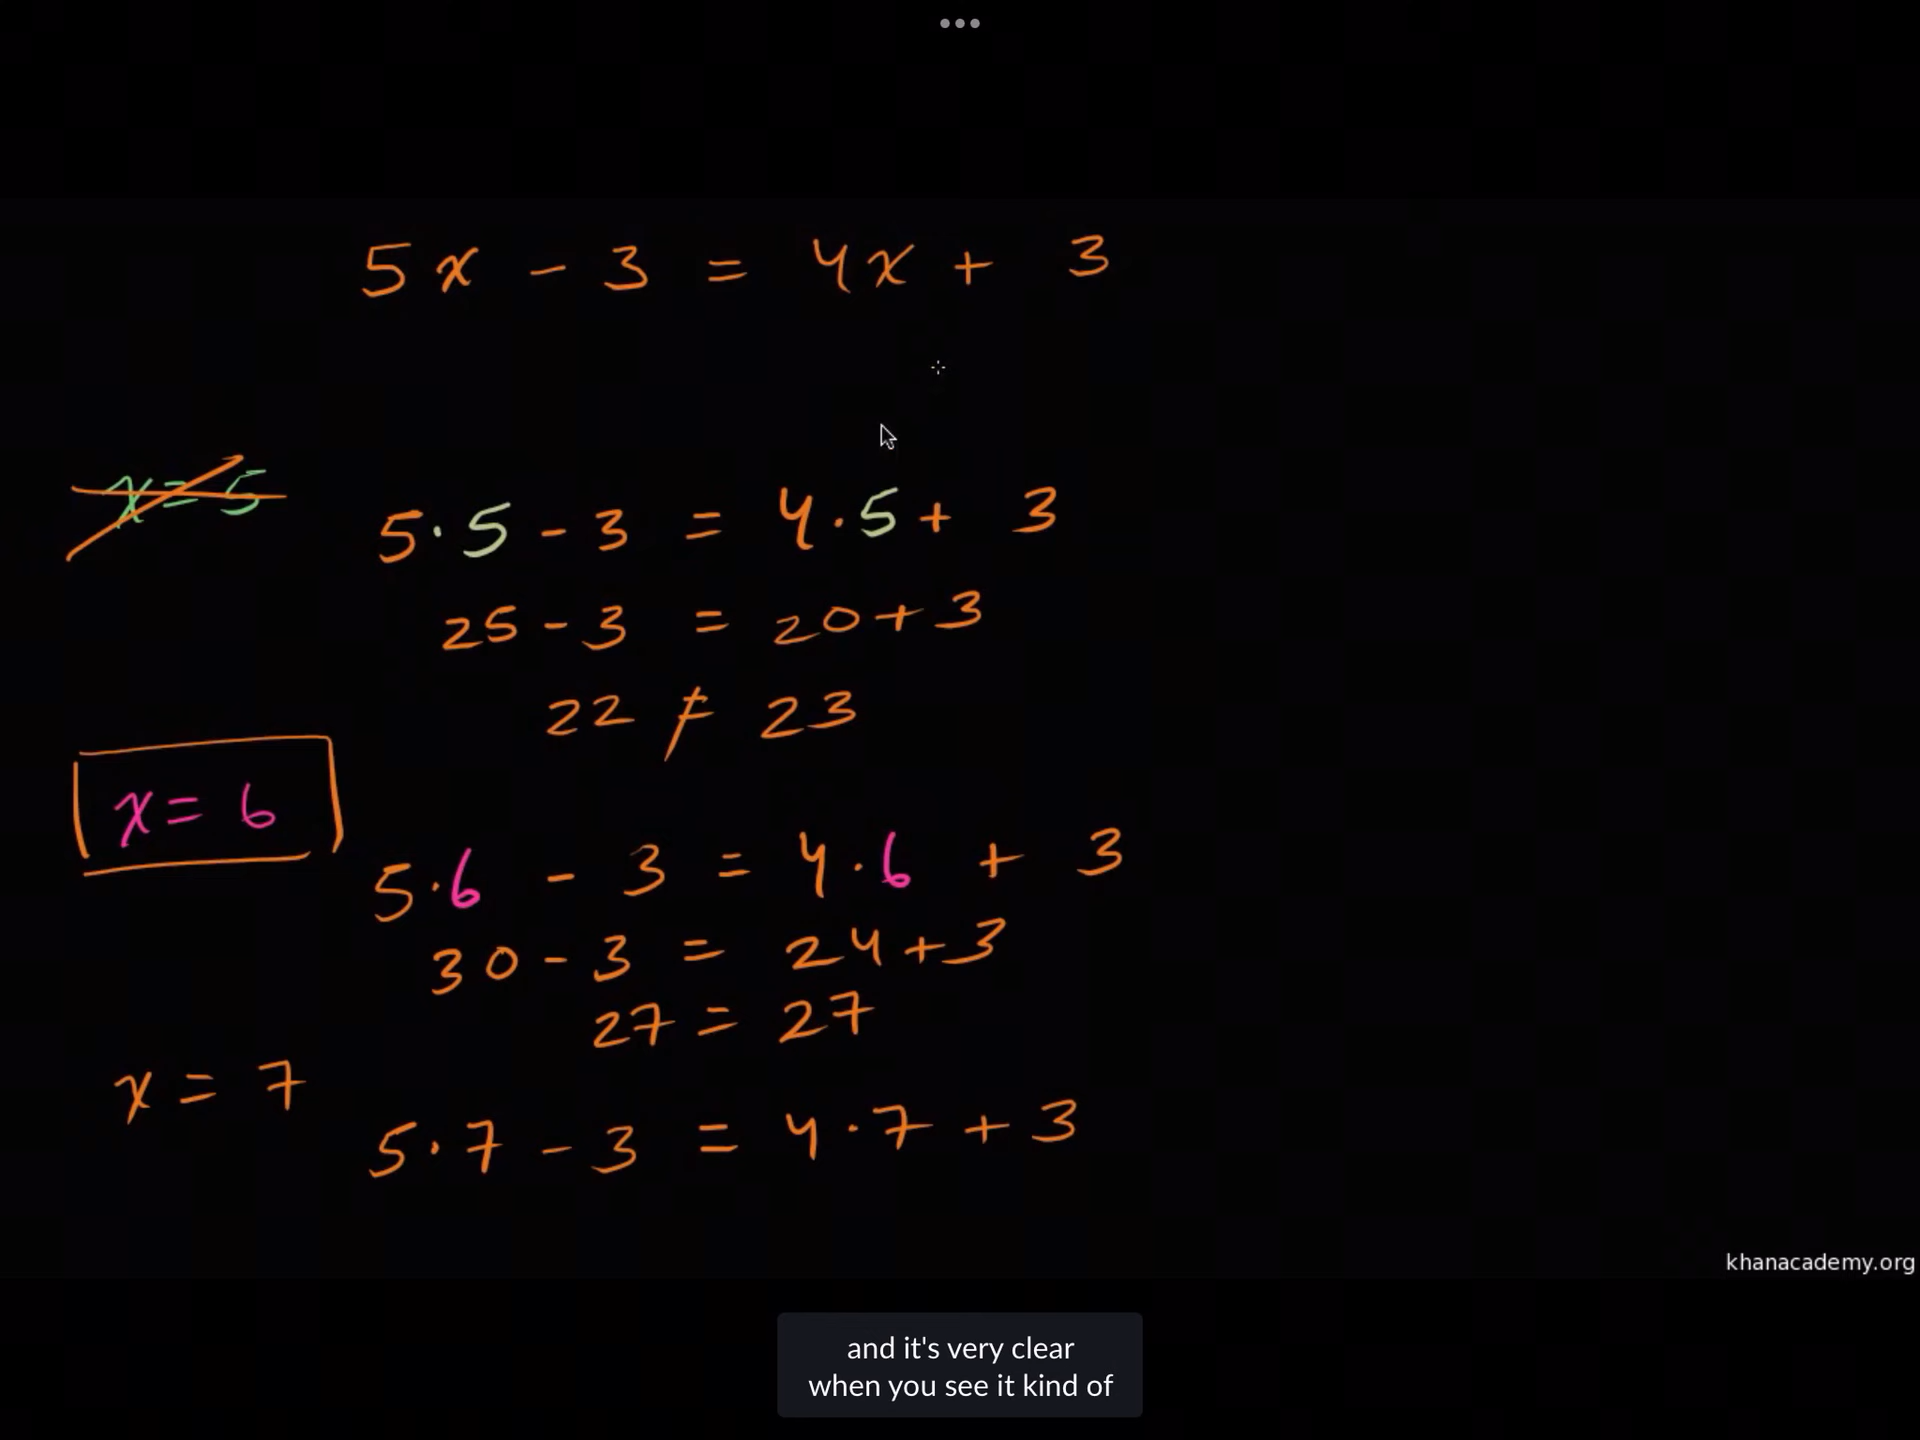 5x - 3 = 4x + 3
x = 5
5·5 - 3 = 4·5 + 3
25 - 3 = 20 + 3
22 ≠ 23
x = 6
5·6 - 3 = 4·6 + 3
30 - 3 = 24 + 3
27 = 27
x = 7
5·7 - 3 = 4·7 + 3
khanacademy.org
and it's very clear
when you see it kind of